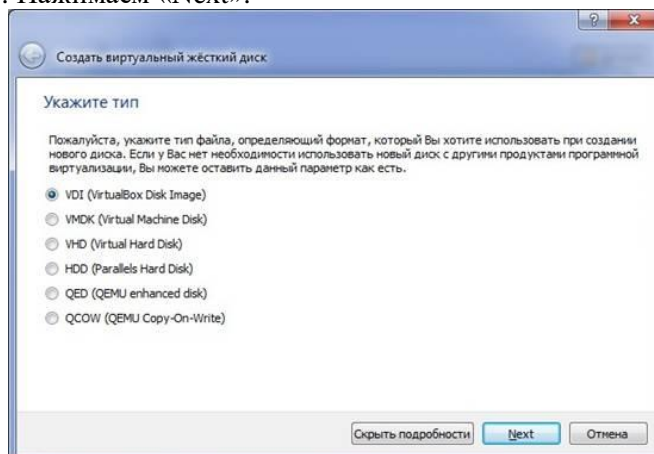 . Нажимаем «Next».
Создать виртуальный жёсткий диск
Укажите тип
Пожалуйста, укажите тип файла, определяющий формат, который Вы хотите использовать при создании
нового диска. Если у Вас нет необходимости использовать новый диск с другими продуктами программной
виртуализации, Вы можете оставить данный параметр как есть.
VDI (VirtualBox Disk Image)
VMDK (Virtual Machine Disk)
VHD (Virtual Hard Disk)
HDD (Parallels Hard Disk)
QED (QEMU enhanced disk)
QCOW (QEMU Copy-On-Write)
Скрыть подробности Next Отмена